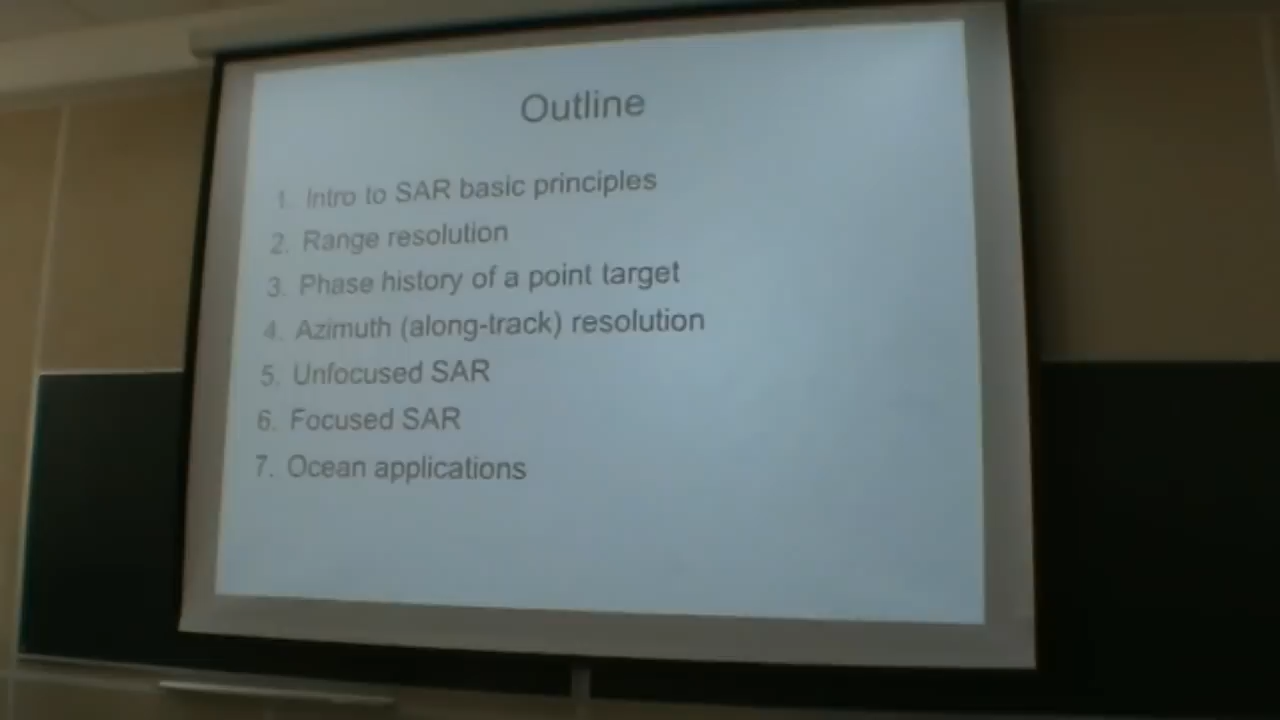 Outline
1. Intro to SAR basic principles
2. Range resolution
3. Phase history of a point target
4. Azimuth (along-track) resolution
5. Unfocused SAR
6. Focused SAR
7. Ocean applications